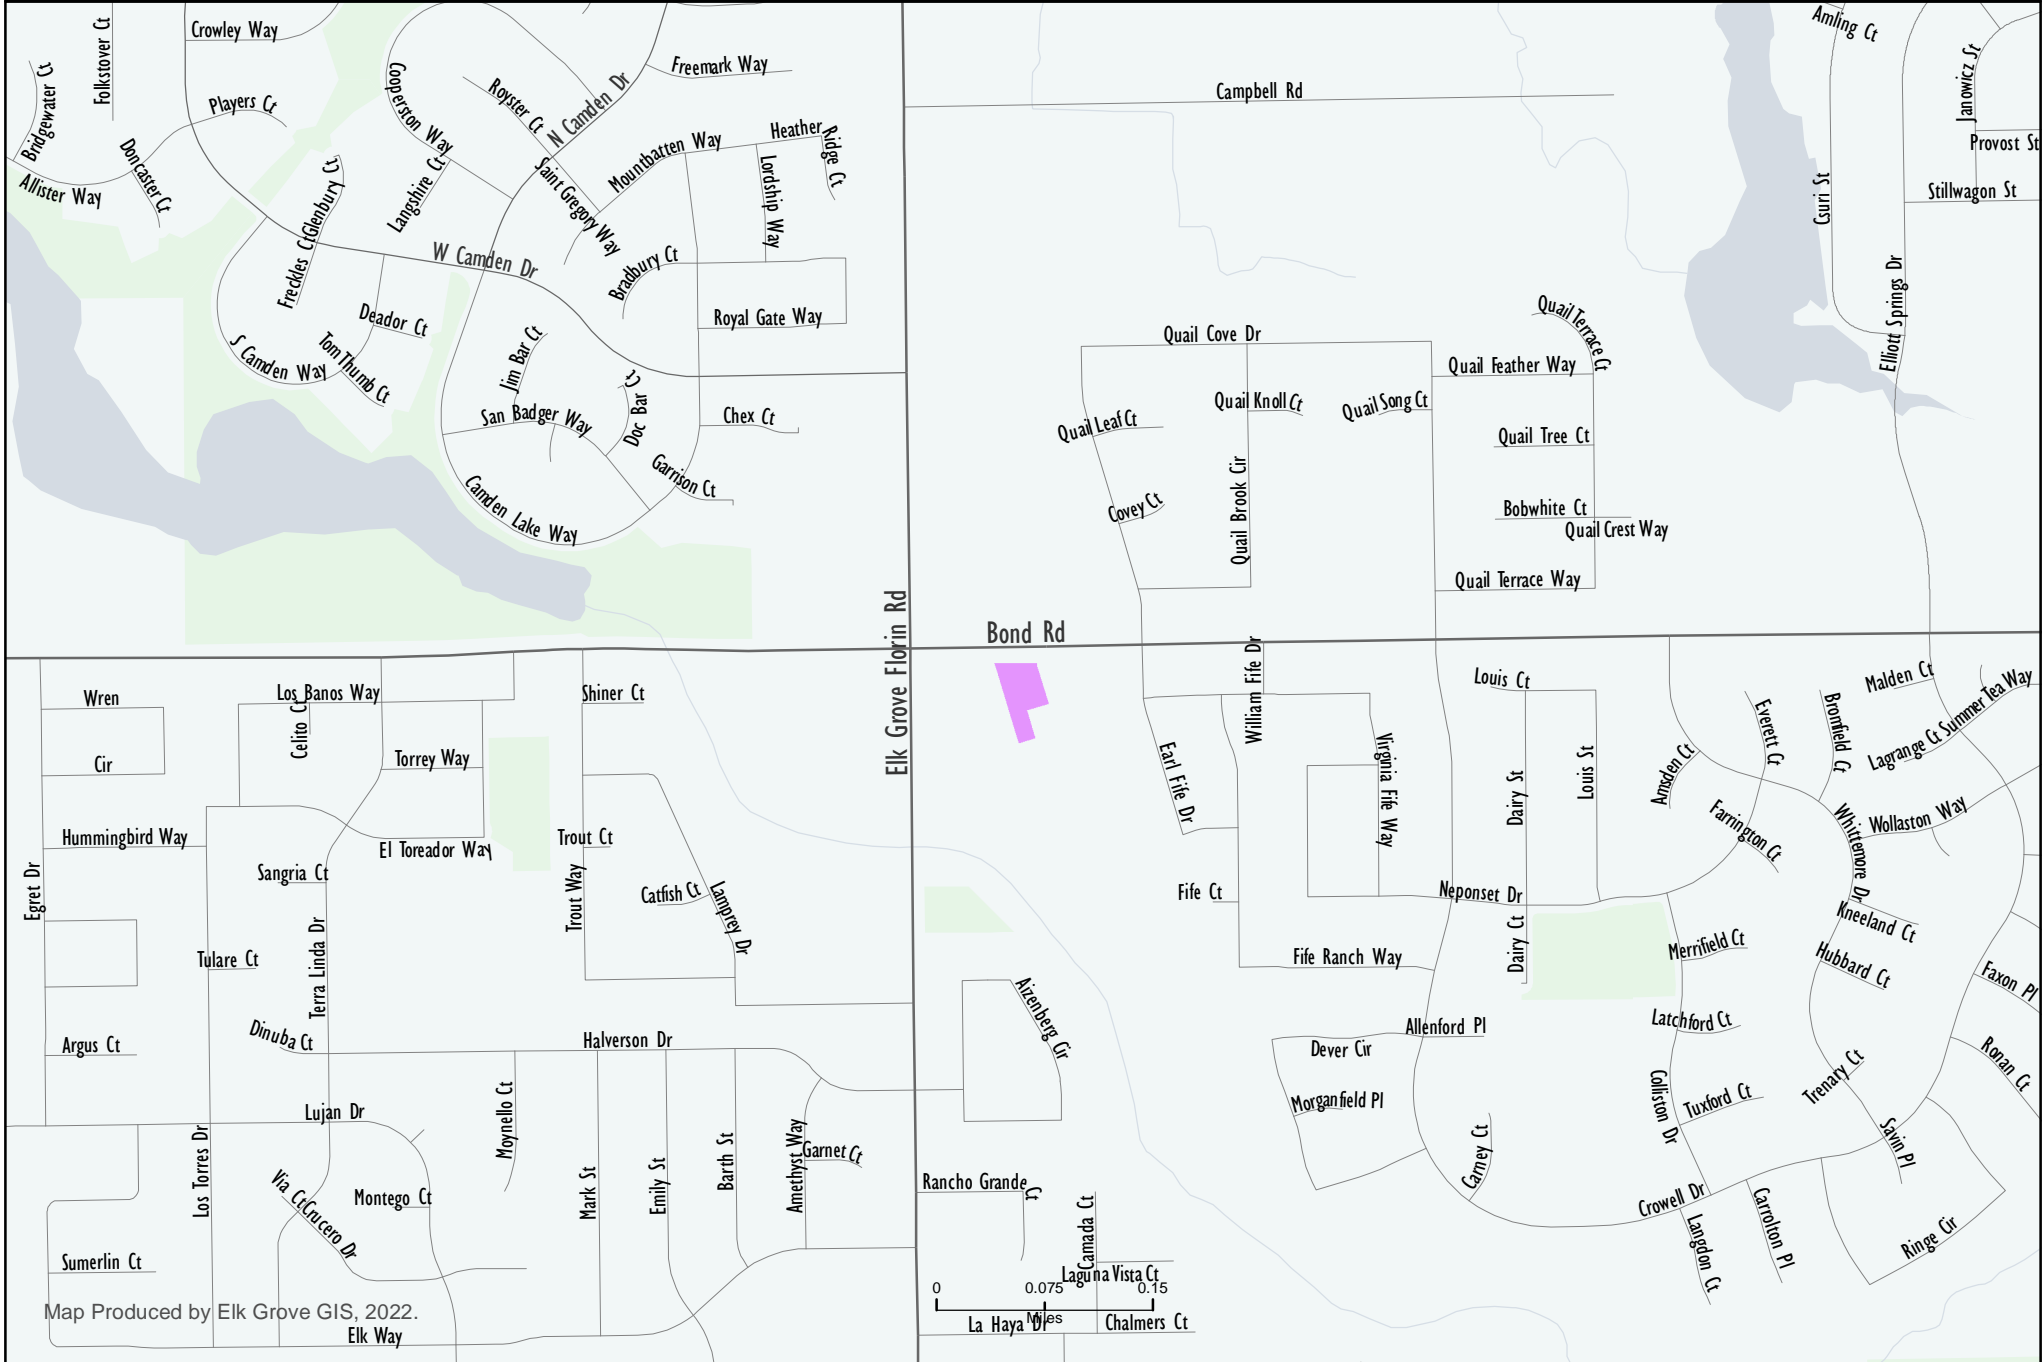 Folkstover Ct
Crowley Way
Bridgewater Ct
Players Ct
Doncaster Ct
Allister Way
Cooperston Way
Royster Ct
N Camden Dr
Freemark Way
Campbell Rd
Amling Ct
Janowicz St
Provost St
Stillwagon St
Csuri St
Elliott Springs Dr
Glenbury Ct
Freckles Ct
Langshire Ct
Saint Gregory Way
Mountbatten Way
Heather Ridge Ct
Lordship Way
W Camden Dr
Bradbury Ct
Royal Gate Way
Deador Ct
Tom Thumb Ct
S Camden Way
Jim Bar Ct
San Badger Way
Doc Bar Ct
Chex Ct
Garrison Ct
Camden Lake Way
Quail Cove Dr
Quail Terrace Ct
Quail Feather Way
Quail Knoll Ct
Quail Song Ct
Quail Leaf Ct
Quail Tree Ct
Quail Brook Cir
Covey Ct
Bobwhite Ct
Quail Crest Way
Quail Terrace Way
Elk Grove Florin Rd
Bond Rd
Wren
Cir
Los Banos Way
Celito Ct
Torrey Way
Shiner Ct
Hummingbird Way
El Toreador Way
Trout Ct
Trout Way
Egret Dr
Sangria Ct
Catfish Ct
Lamprey Dr
Tulare Ct
Terra Linda Dr
Argus Ct
Dinuba Ct
Halverson Dr
William Fife Dr
Earl Fife Dr
Virginia Fife Way
Louis Ct
Dairy St
Louis St
Amsden Ct
Everett Ct
Bromfield Ct
Malden Ct
Lagrange Ct
Summer Tea Way
Farrington Ct
Whittemore Dr
Wollaston Way
Fife Ct
Neponset Dr
Fife Ranch Way
Dairy Ct
Merrifield Ct
Kneeland Ct
Hubbard Ct
Faxon Pl
Aizenberg Cir
Allenford Pl
Dever Cir
Latchford Ct
Ronan Ct
Morganfield Pl
Colliston Dr
Tuxford Ct
Trenary Ct
Savin Pl
Carney Ct
Crowell Dr
Langdon Ct
Carrolton Pl
Ringe Cir
Lujan Dr
Los Torres Dr
Via Ct
Crucero Dr
Montego Ct
Moynello Ct
Mark St
Emily St
Barth St
Amethyst Way
Garnet Ct
Rancho Grande Ct
Camada Ct
Laguna Vista Ct
Sumerlin Ct
Elk Way
La Haya Dr
Chalmers Ct
0 0.075 0.15
Miles
Map Produced by Elk Grove GIS, 2022.